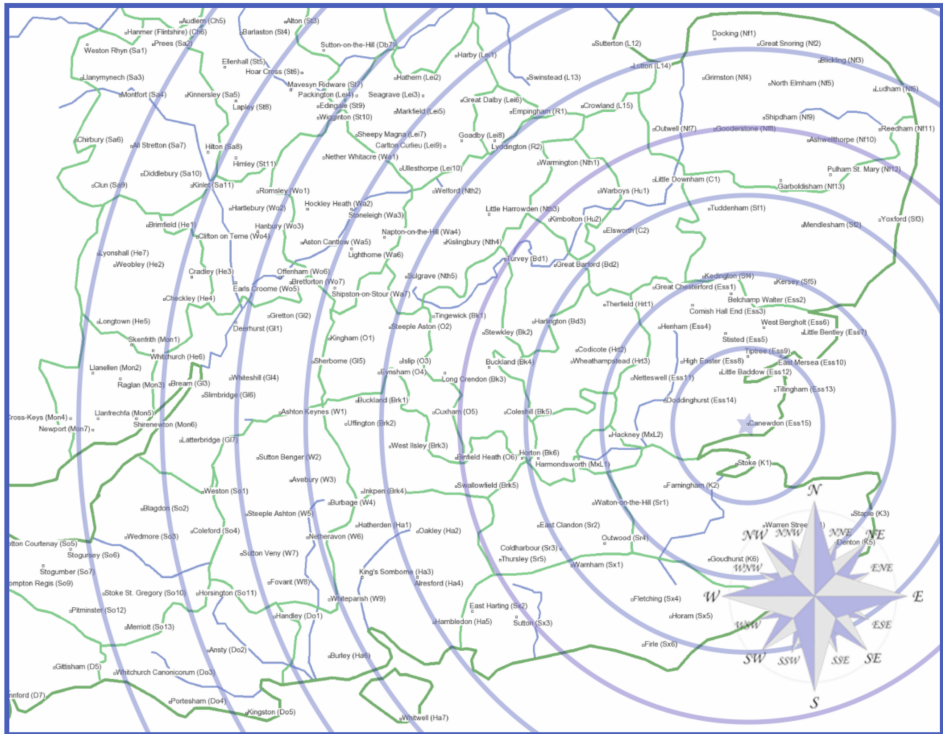 Audlem (Ch5)
Alton (St3)
Hanmer (Flintshire) (Ch6)
Barlaston (St4)
Sutterton (L12)
Docking (Nf1)
Prees (Sa2)
Weston Rhyn (Sa1)
Sutton-on-the-Hill (Db7)
Great Snoring (Nf2)
Harby (Lei1)
Ellenhall (St5)
Lutton (L14)
Bickling (Nf3)
Hoar Cross (St6)
Llanymynech (Sa3)
Hathern (Lei2)
Swinstead (L13)
Grimston (Nf4)
North Elmham (Nf5)
Mavesyn Ridware (St7)
Ludham (Nf6)
Montfort (Sa4)
Kinnersley (Sa5)
Packington (Lei4)
Seagrave (Lei3)
Great Dalby (Lei6)
Lapley (St8)
Edingale (St9)
Crowland (L15)
Markfield (Lei5)
Empingham (R1)
Wigginton (St10)
Shipdham (Nf9)
Outwell (Nf7)
Gooderstone (Nf8)
Reedham (Nf11)
Sheepy Magna (Lei7)
Goadby (Lei8)
Chirbury (Sa6)
Ashwellthorpe (Nf10)
Al Stretton (Sa7)
Hilton (Sa8)
Carlton Curlieu (Lei9)
Lyddington (R2)
Nether Whitacre (Wa1)
Himley (St11)
Warmington (Nth1)
Ullesthorpe (Lei10)
Diddlebury (Sa10)
Pulham St. Mary (Nf12)
Little Downham (C1)
Clun (Sa9)
Kinlet (Sa11)
Garboldisham (Nf13)
Romsley (Wo1)
Welford (Nth2)
Warboys (Hu1)
Hockley Heath (Wa2)
Hartlebury (Wo2)
Tuddenham (Sf1)
Stoneleigh (Wa3)
Little Harrowden (Nth3)
Kimbolton (Hu2)
Yoxford (Sf3)
Brimfield (He1)
Hanbury (Wo3)
Mendlesham (Sf2)
Clifton on Teme (Wo4)
Napton-on-the-Hill (Wa4)
Elsworth (C2)
Aston Cantlow (Wa5)
Kislingbury (Nth4)
Lyonshall (He7)
Lighthorne (Wa6)
Turvey (Bd1)
Weobley (He2)
Great Barford (Bd2)
Cradley (He3)
Offenham (Wo6)
Sulgrave (Nth5)
Kedington (Sf4)
Bretforton (Wo7)
Kersey (Sf5)
Earls Croome (Wo5)
Great Chesterford (Ess1)
Shipston-on-Stour (Wa7)
Checkley (He4)
Belchamp Walter (Ess2)
Therfield (Hrt1)
Cornish Hall End (Ess3)
Gretton (Gl2)
Tingewick (Bk1)
Longtown (He5)
Harlington (Bd3)
West Bergholt (Ess6)
Deerhurst (Gl1)
Steeple Aston (O2)
Henham (Ess4)
Stewkley (Bk2)
Little Bentley (Ess7)
Skenfrith (Mon1)
Kingham (O1)
Stisted (Ess5)
Codicote (Hrt2)
Tiptree (Ess9)
Whitchurch (He6)
Sherborne (Gl5)
Islip (O3)
Buckland (Bk4)
Wheathampstead (Hrt3)
High Easter (Ess8)
East Mersea (Ess10)
Llanellen (Mon2)
Eynsham (O4)
Little Baddow (Ess12)
Whiteshill (Gl4)
Long Crendon (Bk3)
Netteswell (Ess11)
Raglan (Mon3)
Bream (Gl3)
Tillingham (Ess13)
Slimbridge (Gl6)
Buckland (Brk1)
Doddinghurst (Ess14)
Cross-Keys (Mon4)
Llanfrechfa (Mon5)
Ashton Keynes (W1)
Cuxham (O5)
Coleshill (Bk5)
Newport (Mon7)
Shirenewton (Mon6)
Uffington (Brk2)
Canewdon (Ess15)
Latterbridge (Gl7)
Hackney (MxL2)
West Ilsley (Brk3)
Sutton Benger (W2)
Binfield Heath (O6)
Horton (Bk6)
Harmondsworth (MxL1)
Stoke (K1)
Avebury (W3)
Swallowfield (Brk5)
Farningham (K2)
Weston (So1)
Inkpen (Brk4)
Burbage (W4)
Walton-on-the-Hill (Sr1)
Blagdon (So2)
Steeple Ashton (W5)
Staple (K3)
Hatherden (Ha1)
East Clandon (Sr2)
Warren Street
Coleford (So4)
Oakley (Ha2)
Wedmore (So3)
Netheravon (W6)
Outwood (Sr4)
Denton (K5)
Courtenay (So5)
Coldharbour (Sr3)
Stogursey (So6)
Sutton Veny (W7)
Thursley (Sr5)
Goudhurst (K6)
Warnham (Sx1)
Stogumber (So7)
King's Somborne (Ha3)
Alresford (Ha4)
Regis (So9)
Fovant (W8)
Stoke St. Gregory (So10)
Horsington (So11)
Whiteparish (W9)
Fletching (Sx4)
Pitminster (So12)
East Harting (Sx2)
Handley (Do1)
Hambledon (Ha5)
Sutton (Sx3)
Horam (Sx5)
Merriott (So13)
Firle (Sx6)
Ansty (Do2)
Burley (Ha6)
Gittisham (D5)
Whitchurch Canonicorum (Do3)
(D7)
Portesham (Do4)
Kingston (Do5)
Whitwell (Ha7)
N
NNW
NNE
NW
NE
WNW
ENE
W
E
WSW
ESE
SW
SE
SSW
SSE
S